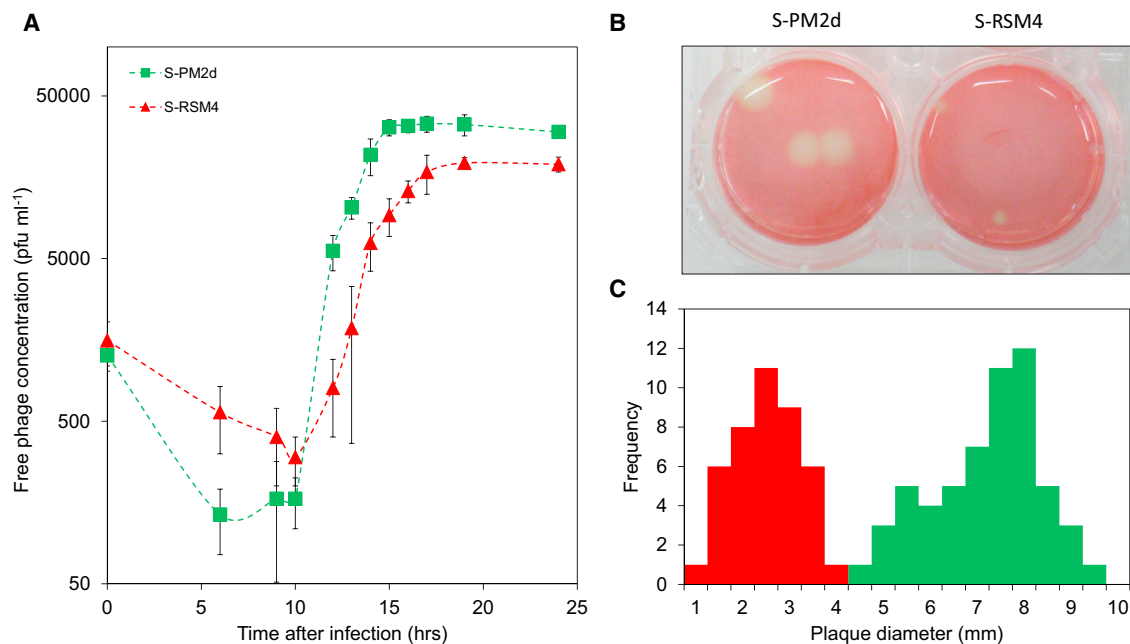 A
S-PM2d
S-RSM4
Free phage concentration (pfu ml-1)
50000
5000
500
50
0
5
10
15
20
25
Time after infection (hrs)
B
S-PM2d
S-RSM4
C
Frequency
14
12
10
8
6
4
2
0
1
2
3
4
5
6
7
8
9
10
Plaque diameter (mm)